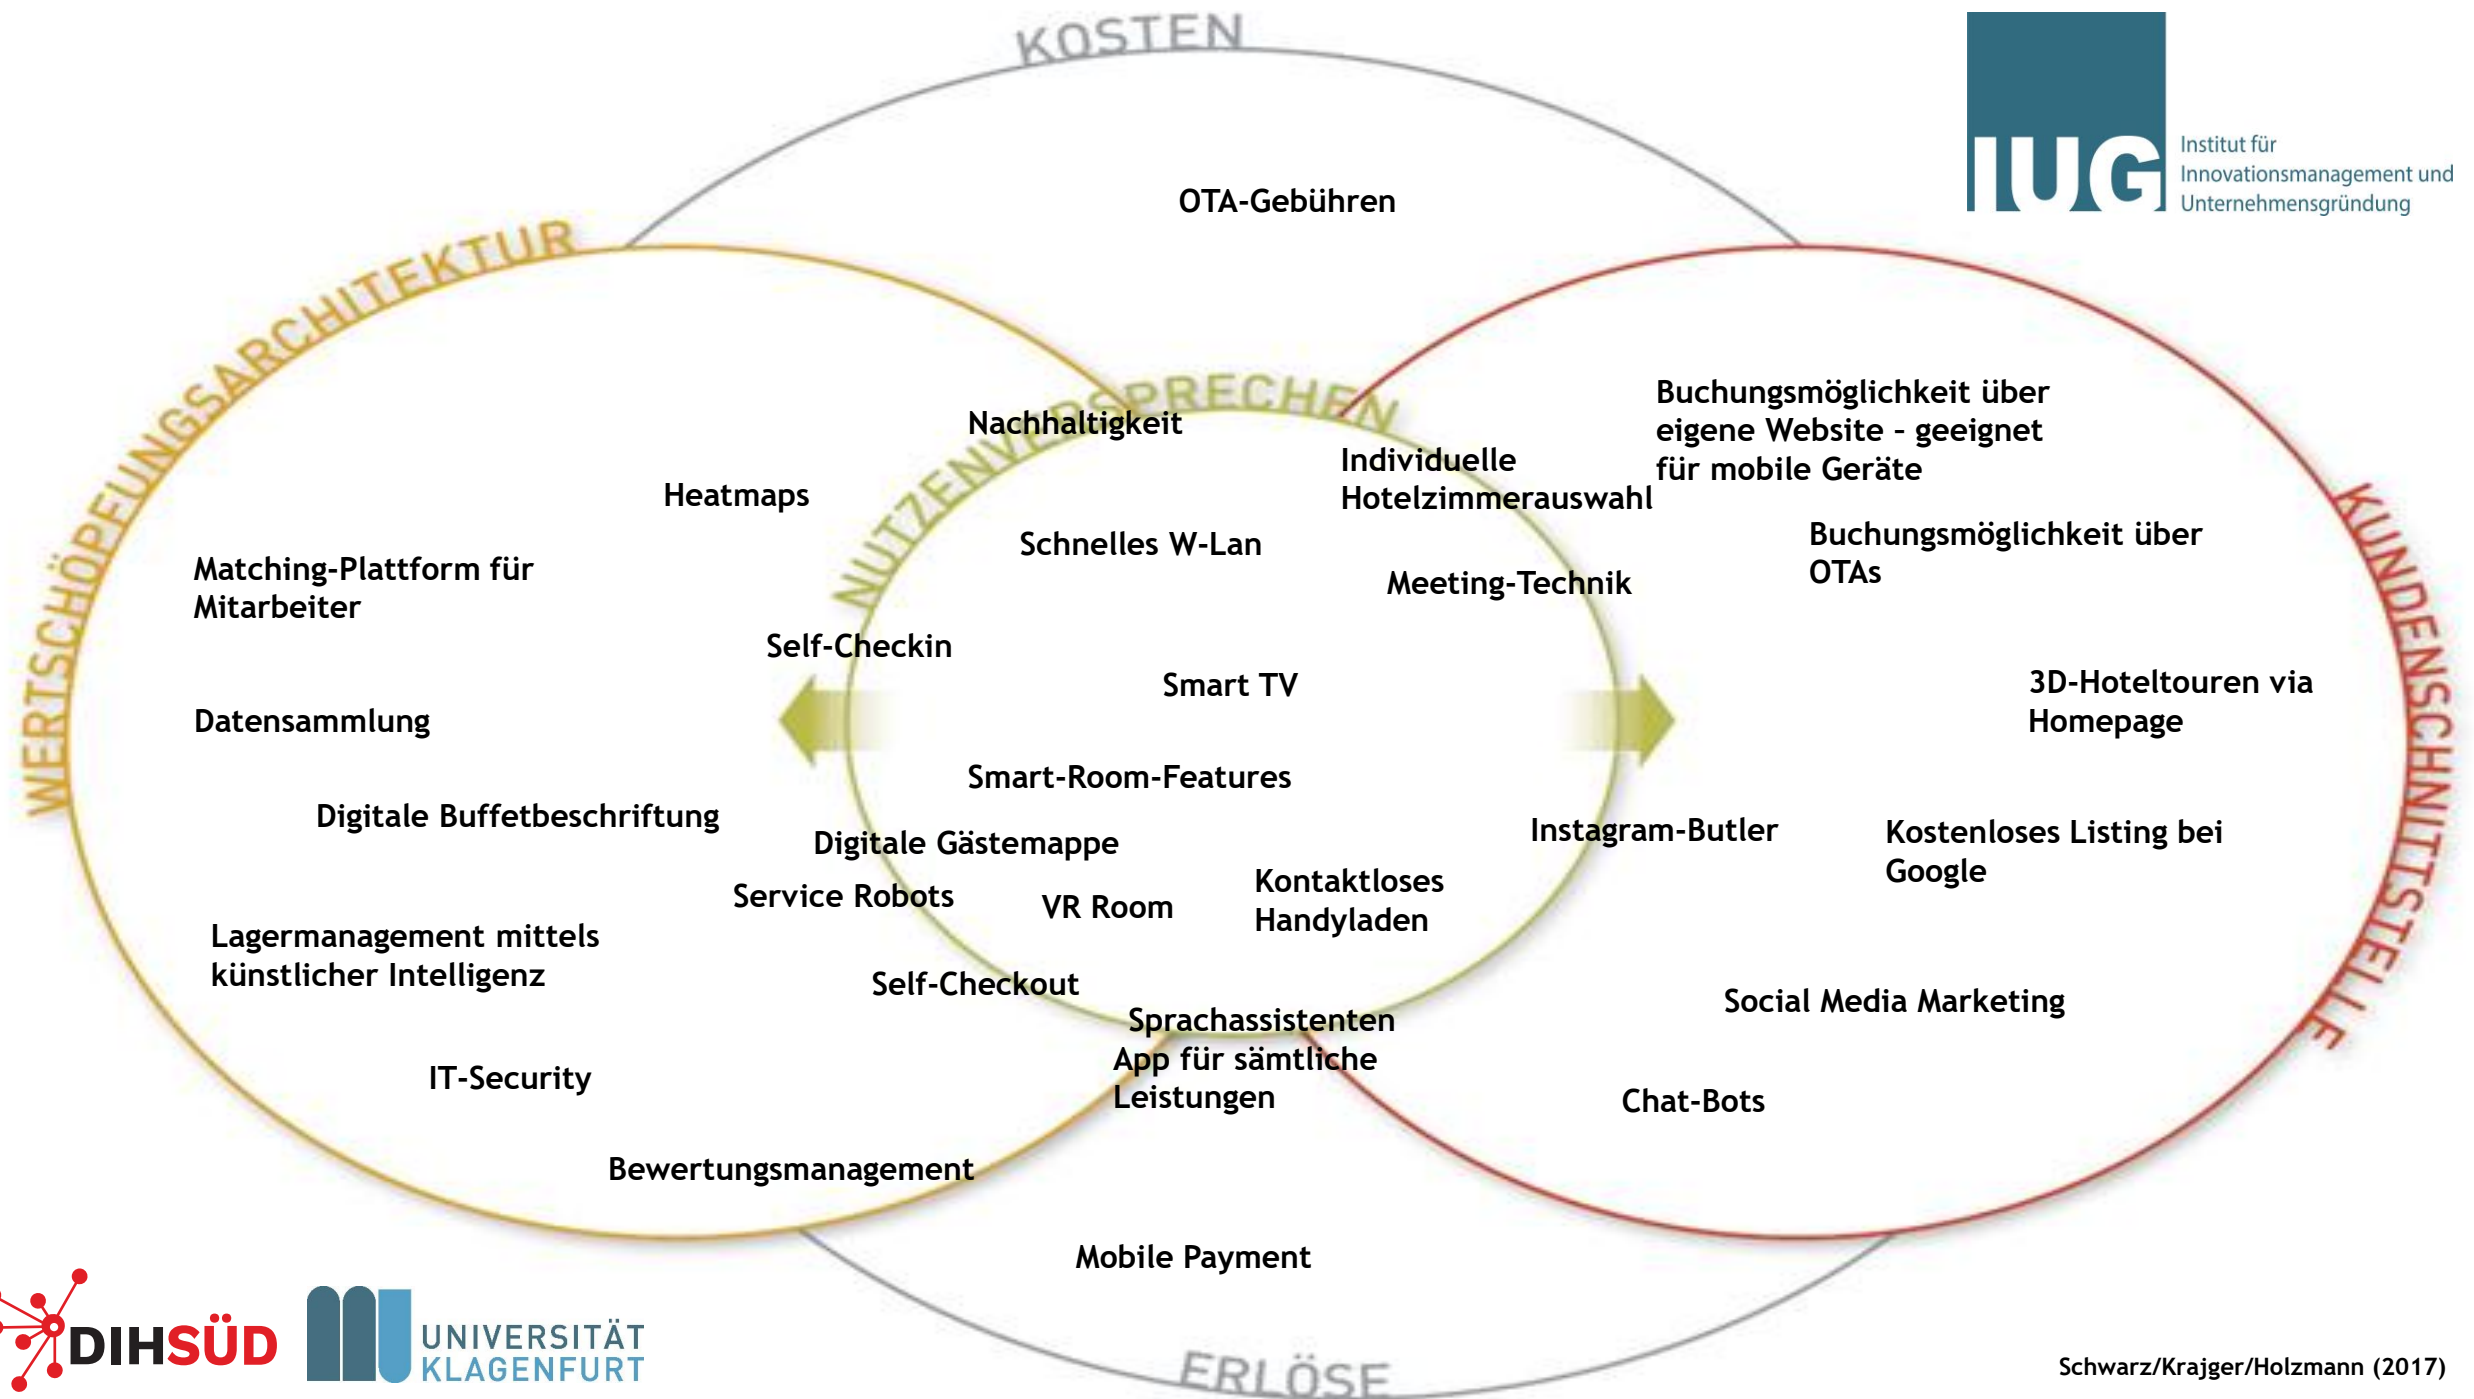 KOSTEN
IUG
Institut für
Innovationsmanagement und
Unternehmensgründung
OTA-Gebühren
WERTSCHÖPFUNGSARCHITEKTUR
NUTZENVERSPRECHEN
KUNDENSCHNITTSTELLE
Nachhaltigkeit
Buchungsmöglichkeit über
eigene Website - geeignet
für mobile Geräte
Individuelle
Hotelzimmerauswahl
Heatmaps
Schnelles W-Lan
Buchungsmöglichkeit über
OTAs
Matching-Plattform für
Mitarbeiter
Meeting-Technik
Self-Checkin
Smart TV
3D-Hoteltouren via
Homepage
Datensammlung
Smart-Room-Features
Digitale Buffetbeschriftung
Digitale Gästemappe
Instagram-Butler
Kostenloses Listing bei
Google
Service Robots
VR Room
Kontaktloses
Handyladen
Lagermanagement mittels
künstlicher Intelligenz
Self-Checkout
Social Media Marketing
Sprachassistenten
App für sämtliche
Leistungen
IT-Security
Chat-Bots
Bewertungsmanagement
Mobile Payment
ERLÖSE
DIHSÜD
UNIVERSITÄT
KLAGENFURT
Schwarz/Krajger/Holzmann (2017)